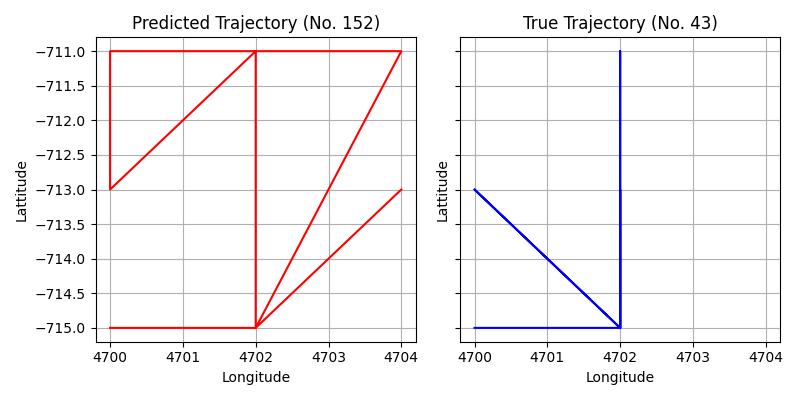 Predicted Trajectory (No. 152)
True Trajectory (No. 43)
Lattitude
−711.0
−711.5
−712.0
−712.5
−713.0
−713.5
−714.0
−714.5
−715.0
4700 4701 4702 4703 4704
Longitude
Lattitude
4700 4701 4702 4703 4704
Longitude